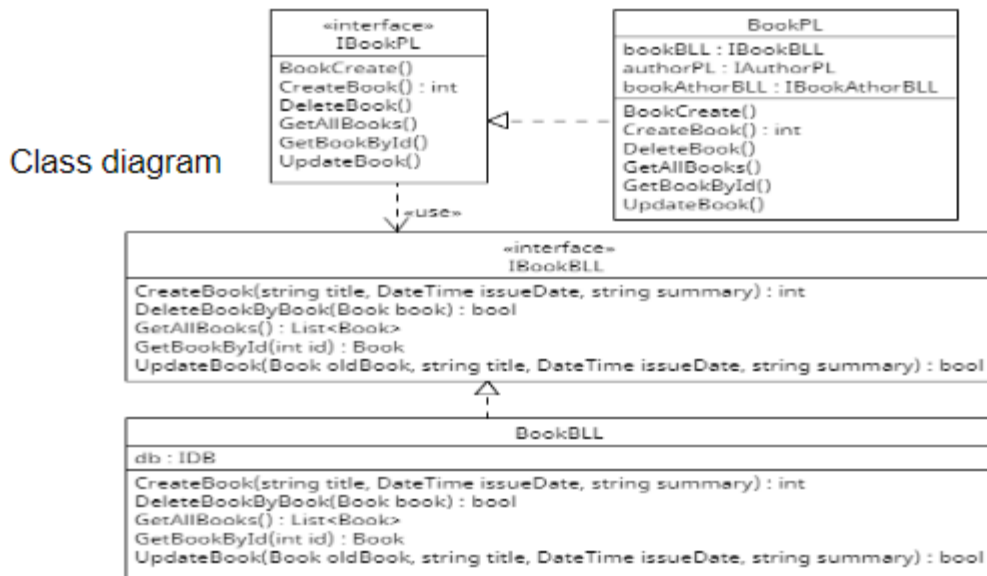 Class diagram
«interface»
IBookPL
BookCreate()
CreateBook() : int
DeleteBook()
GetAllBooks()
GetBookById()
UpdateBook()
BookPL
bookBLL : IBookBLL
authorPL : IAuthorPL
bookAthorBLL : IBookAthorBLL
BookCreate()
CreateBook() : int
DeleteBook()
GetAllBooks()
GetBookById()
UpdateBook()
«use»
«interface»
IBookBLL
CreateBook(string title, DateTime issueDate, string summary) : int
DeleteBookByBook(Book book) : bool
GetAllBooks() : List<Book>
GetBookById(int id) : Book
UpdateBook(Book oldBook, string title, DateTime issueDate, string summary) : bool
BookBLL
db : IDB
CreateBook(string title, DateTime issueDate, string summary) : int
DeleteBookByBook(Book book) : bool
GetAllBooks() : List<Book>
GetBookById(int id) : Book
UpdateBook(Book oldBook, string title, DateTime issueDate, string summary) : bool